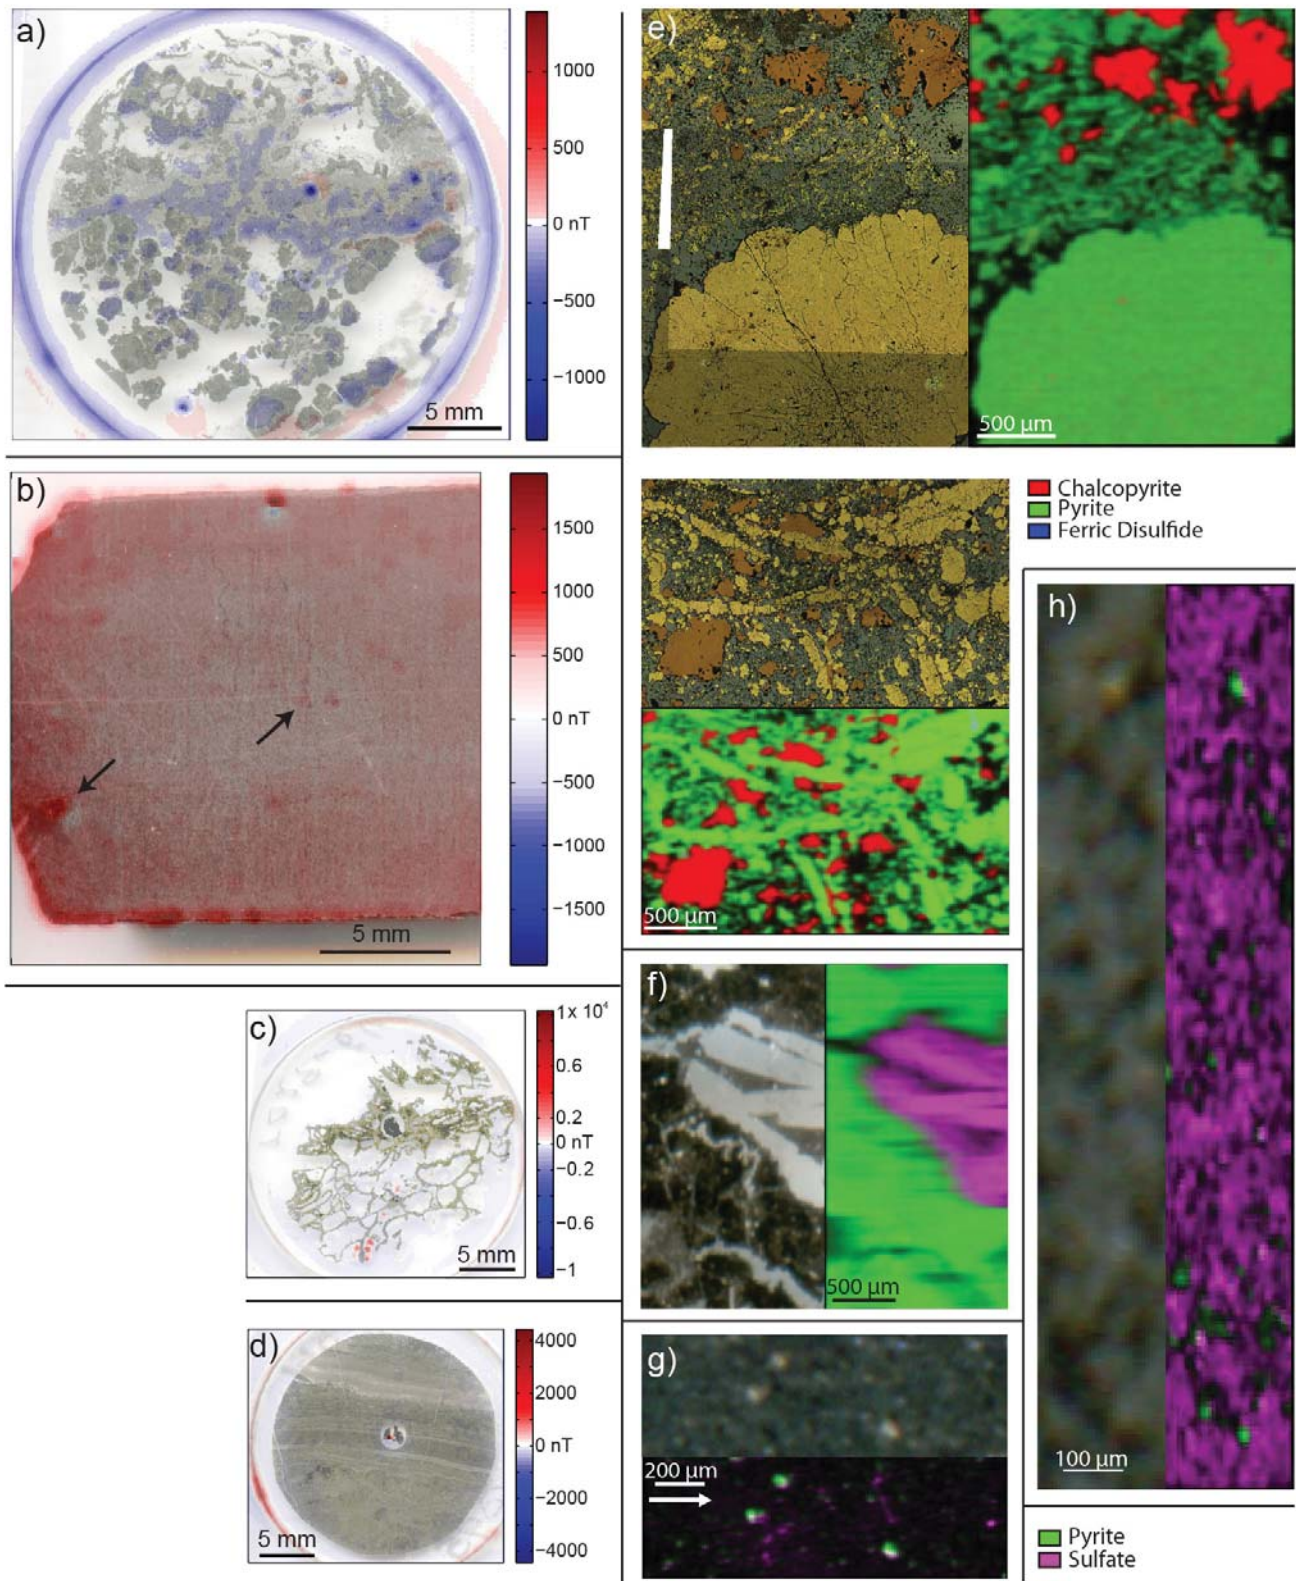 a)
1000
500
0 nT
−500
−1000
5 mm
b)
1500
1000
500
0 nT
−500
−1000
−1500
5 mm
c)
1x 10⁴
0.6
0.2
0 nT
−0.2
−0.6
−1
5 mm
d)
4000
2000
0 nT
−2000
−4000
5 mm
e)
500 µm
Chalcopyrite
Pyrite
Ferric Disulfide
500 µm
f)
500 µm
g)
200 µm
h)
100 µm
Pyrite
Sulfate